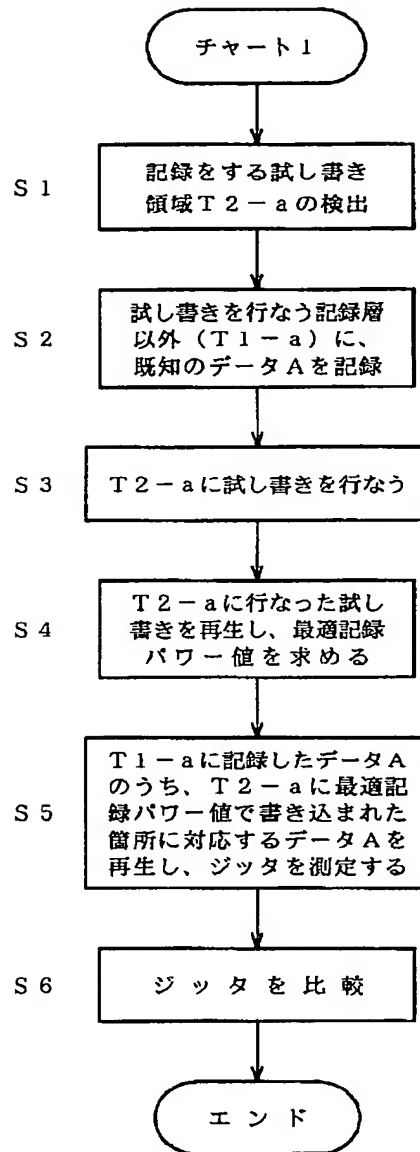 チャート1
S1
記録をする試し書き
領域T2-aの検出
S2
試し書きを行なう記録層
以外(T1-a)に、
既知のデータAを記録
S3
T2-aに試し書きを行なう
S4
T2-aに行なった試し
書きを再生し、最適記録
パワー値を求める
S5
T1-aに記録したデータA
のうち、T2-aに最適記
録パワー値で書き込まれた
箇所に対応するデータAを
再生し、ジッタを測定する
S6
ジッタを比較
エンド